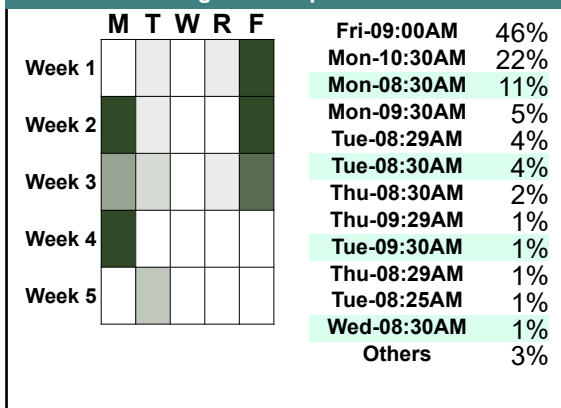 M T W R F
Week 1
Week 2
Week 3
Week 4
Week 5
Fri-09:00AM 46%
Mon-10:30AM 22%
Mon-08:30AM 11%
Mon-09:30AM 5%
Tue-08:29AM 4%
Tue-08:30AM 4%
Thu-08:30AM 2%
Thu-09:29AM 1%
Tue-09:30AM 1%
Thu-08:29AM 1%
Tue-08:25AM 1%
Wed-08:30AM 1%
Others 3%